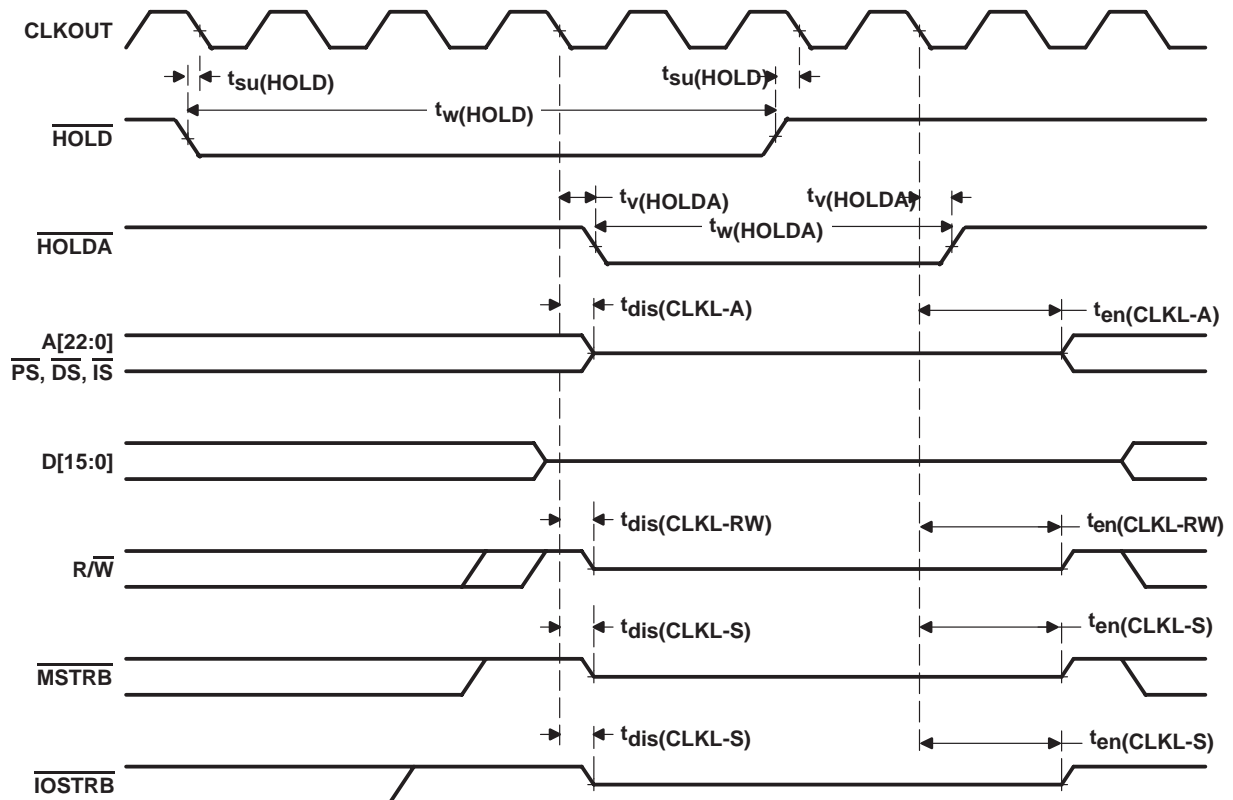 CLKOUT
tsu(HOLD)
tsu(HOLD)
tw(HOLD)
HOLD
tv(HOLDA)
tv(HOLDA)
tw(HOLDA)
HOLDA
tdis(CLKL-A)
ten(CLKL-A)
A[22:0]
PS, DS, IS
D[15:0]
tdis(CLKL-RW)
ten(CLKL-RW)
R/W
tdis(CLKL-S)
ten(CLKL-S)
MSTRB
tdis(CLKL-S)
ten(CLKL-S)
IOSTRB